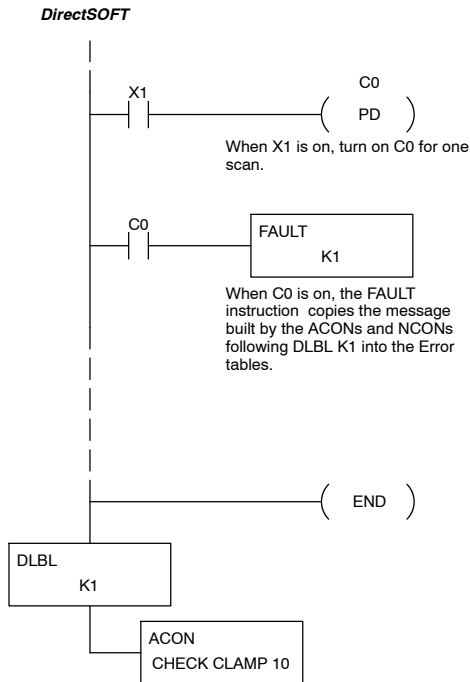 DirectSOFT
X1
C0
PD
When X1 is on, turn on C0 for one
scan.
C0
FAULT
K1
When C0 is on, the FAULT
instruction copies the message
built by the ACONs and NCONs
following DLBL K1 into the Error
tables.
END
DLBL
K1
ACON
CHECK CLAMP 10